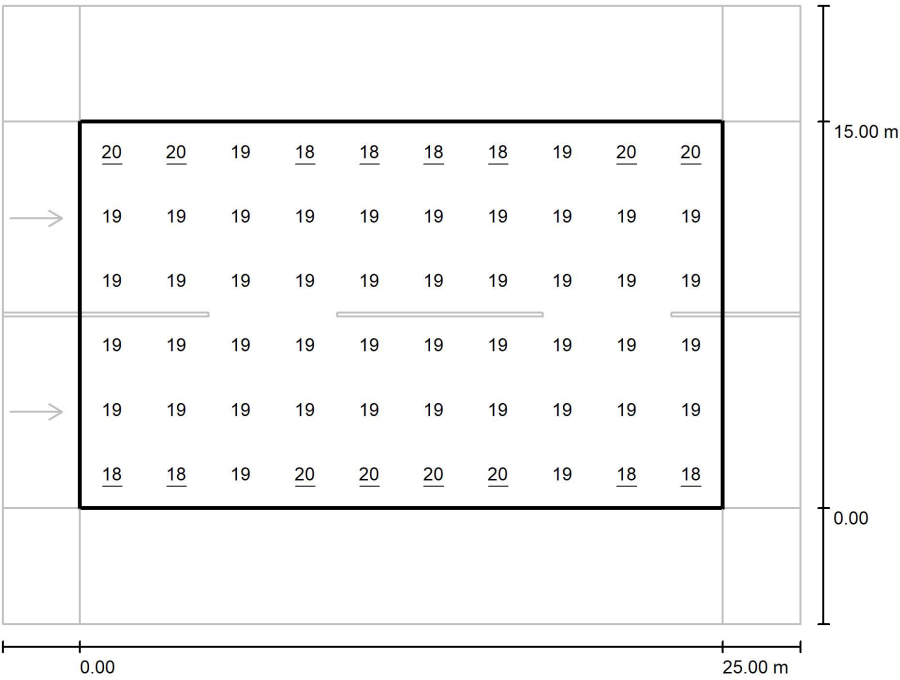 20 20 19 18 18 18 18 19 20 20
15.00 m
19 19 19 19 19 19 19 19 19 19
19 19 19 19 19 19 19 19 19 19
19 19 19 19 19 19 19 19 19 19
19 19 19 19 19 19 19 19 19 19
18 18 19 20 20 20 20 19 18 18
0.00
0.00 25.00 m